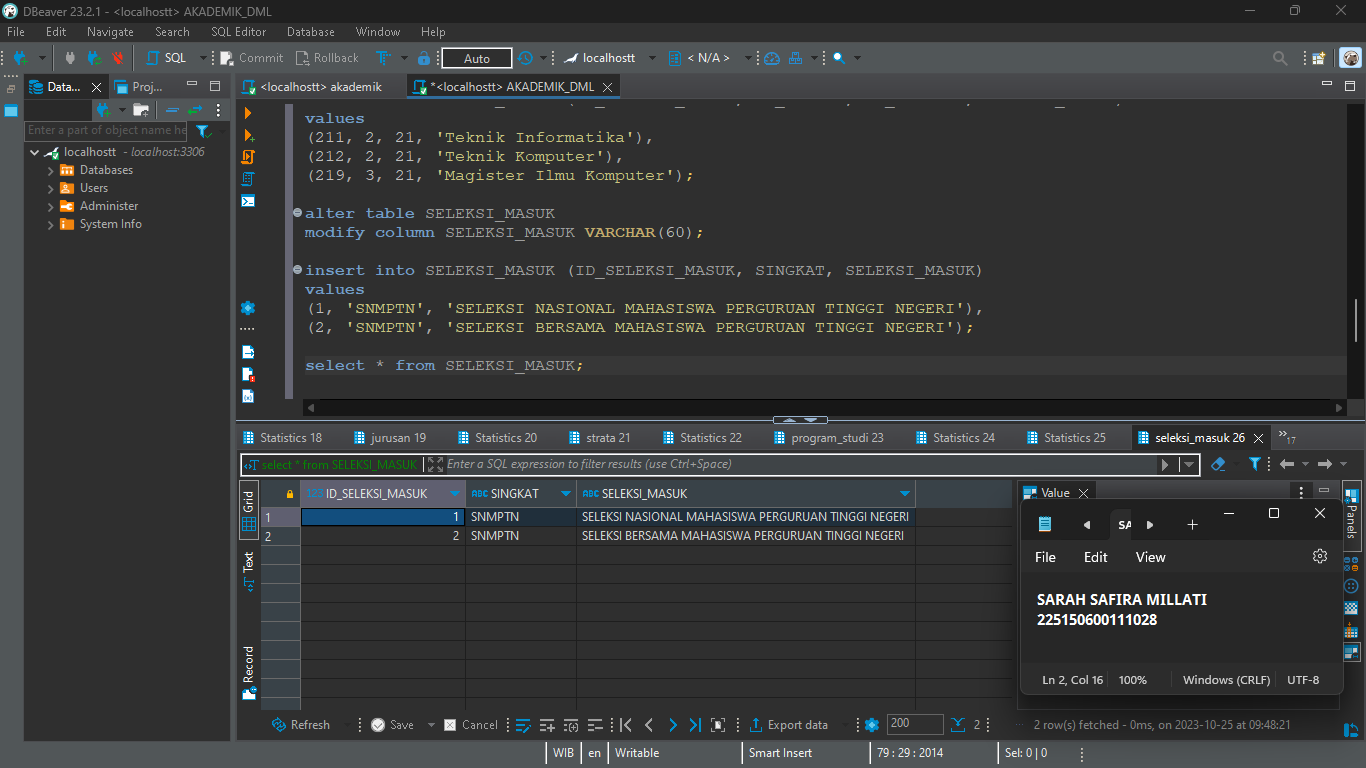 DBeaver 23.2.1 - <localhostt> AKADEMIK_DML
File Edit Navigate Search SQL Editor Database Window Help
SQL Commit Rollback Auto localhostt < N/A >
Data... Proj...
<localhostt> akademik *<localhostt> AKADEMIK_DML
Enter a part of object name he
localhostt - localhost:3306
Databases
Users
Administer
System Info
values
(211, 2, 21, 'Teknik Informatika'),
(212, 2, 21, 'Teknik Komputer'),
(219, 3, 21, 'Magister Ilmu Komputer');
alter table SELEKSI_MASUK
modify column SELEKSI_MASUK VARCHAR(60);
insert into SELEKSI_MASUK (ID_SELEKSI_MASUK, SINGKAT, SELEKSI_MASUK)
values
(1, 'SNMPTN', 'SELEKSI NASIONAL MAHASISWA PERGURUAN TINGGI NEGERI'),
(2, 'SNMPTN', 'SELEKSI BERSAMA MAHASISWA PERGURUAN TINGGI NEGERI');
select * from SELEKSI_MASUK;
Statistics 18 jurusan 19 Statistics 20 strata 21 Statistics 22 program_studi 23 Statistics 24 Statistics 25 seleksi_masuk 26 »17
select * from SELEKSI_MASUK Enter a SQL expression to filter results (use Ctrl+Space)
Grid
Text
Record
123 ID_SELEKSI_MASUK ABC SINGKAT ABC SELEKSI_MASUK
1 1 SNMPTN SELEKSI NASIONAL MAHASISWA PERGURUAN TINGGI NEGERI
2 2 SNMPTN SELEKSI BERSAMA MAHASISWA PERGURUAN TINGGI NEGERI
Value
Panels
SA
File Edit View
SARAH SAFIRA MILLATI
225150600111028
Ln 2, Col 16 100% Windows (CRLF) UTF-8
Refresh Save Cancel Export data 200 2 2 row(s) fetched - 0ms, on 2023-10-25 at 09:48:21
WIB en Writable Smart Insert 79 : 29 : 2014 Sel: 0 | 0